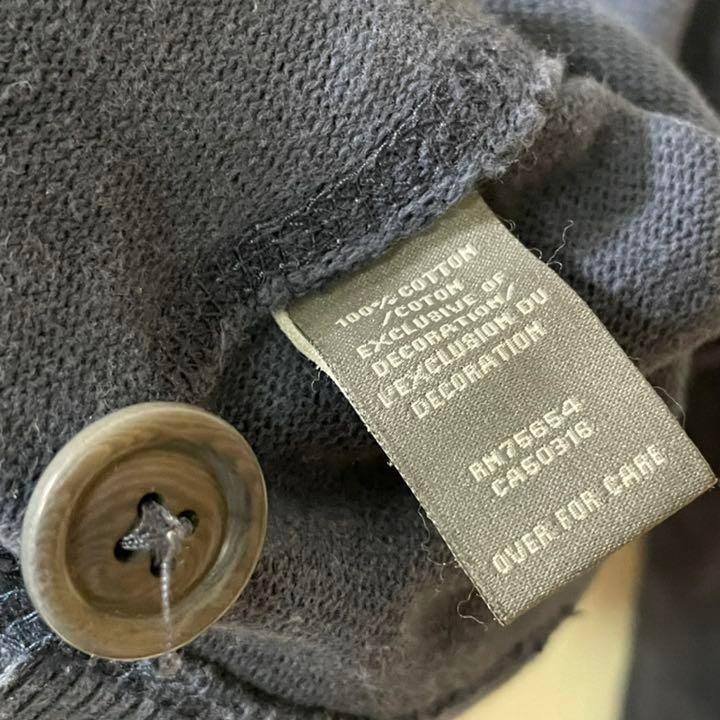 100% COTTON
/COTON
EXCLUSIVE OF
DECORATION/
L'EXCLUSION DU
DECORATION
RN75654
CA50316
OVER FOR CARE